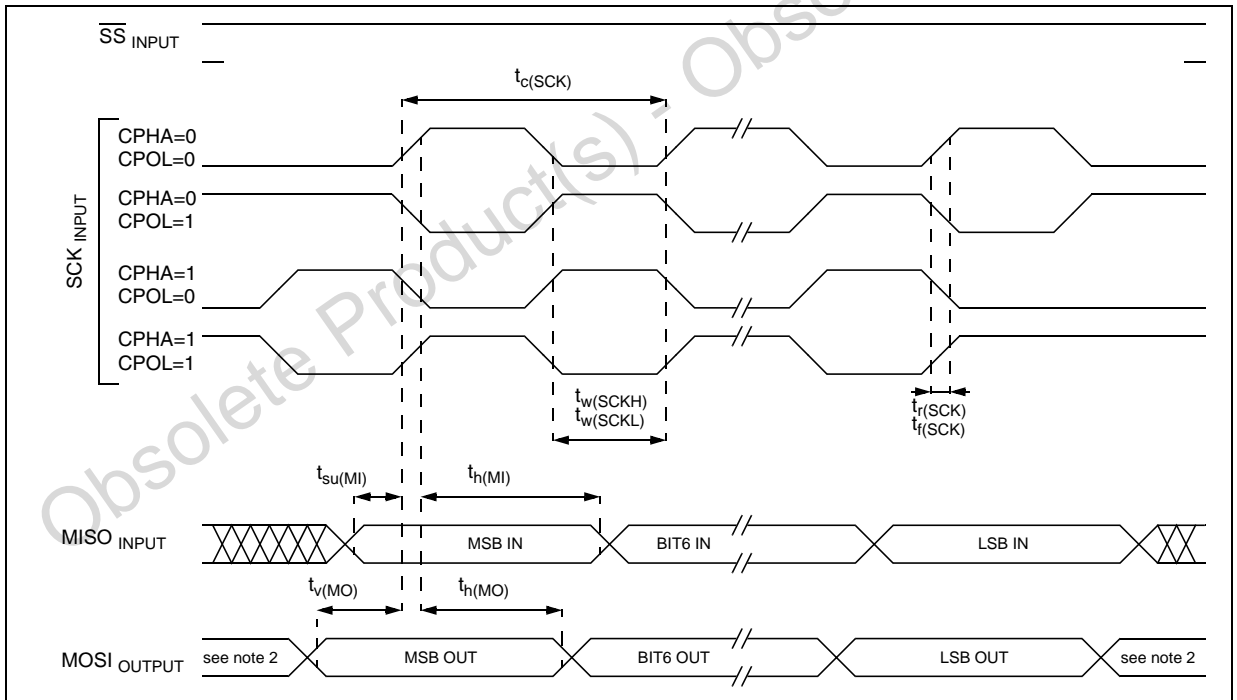 SS INPUT
tc(SCK)
SCK INPUT
CPHA=0
CPOL=0
CPHA=0
CPOL=1
CPHA=1
CPOL=0
CPHA=1
CPOL=1
tw(SCKH)
tw(SCKL)
tr(SCK)
tf(SCK)
tsu(MI)
th(MI)
MISO INPUT
MSB IN
BIT6 IN
LSB IN
tv(MO)
th(MO)
MOSI OUTPUT
see note 2
MSB OUT
BIT6 OUT
LSB OUT
see note 2
Obsolete Product(s) - Obs